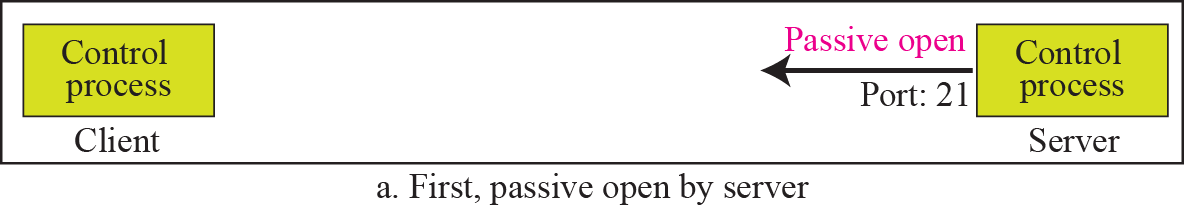 Control
process
Client
Passive open
Port: 21
Control
process
Server
a. First, passive open by server